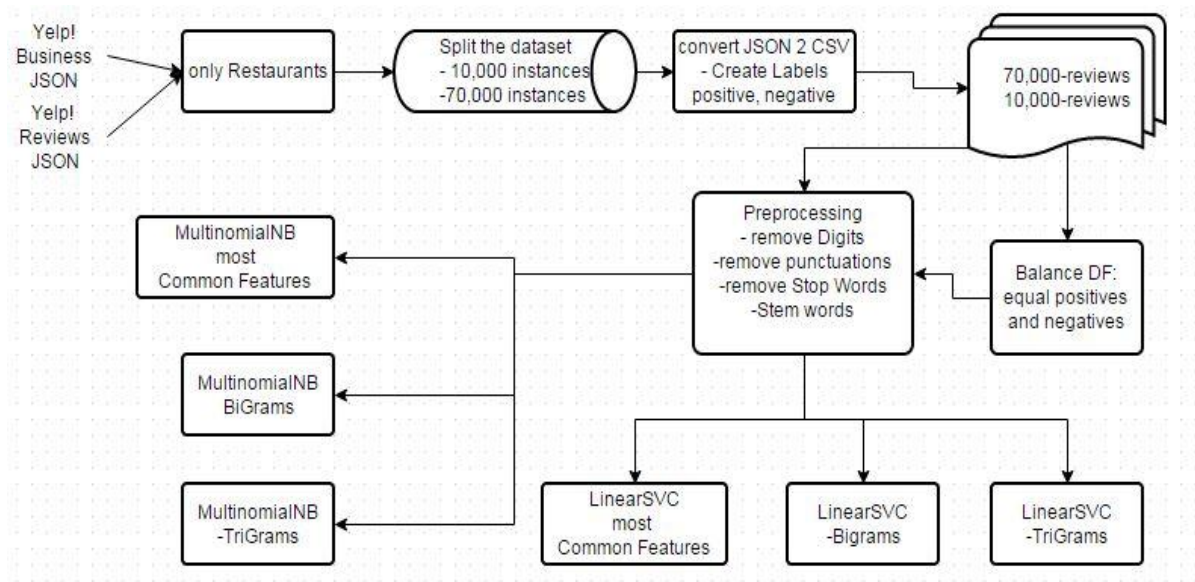 Yelp!
Business
JSON
Yelp!
Reviews
JSON
only Restaurants
Split the dataset
- 10,000 instances
-70,000 instances
convert JSON 2 CSV
- Create Labels
positive, negative
70,000-reviews
10,000-reviews
Preprocessing
- remove Digits
-remove punctuations
-remove Stop Words
-Stem words
Balance DF:
equal positives
and negatives
MultinomialNB
most
Common Features
MultinomialNB
BiGrams
MultinomialNB
-TriGrams
LinearSVC
most
Common Features
LinearSVC
-Bigrams
LinearSVC
-TriGrams